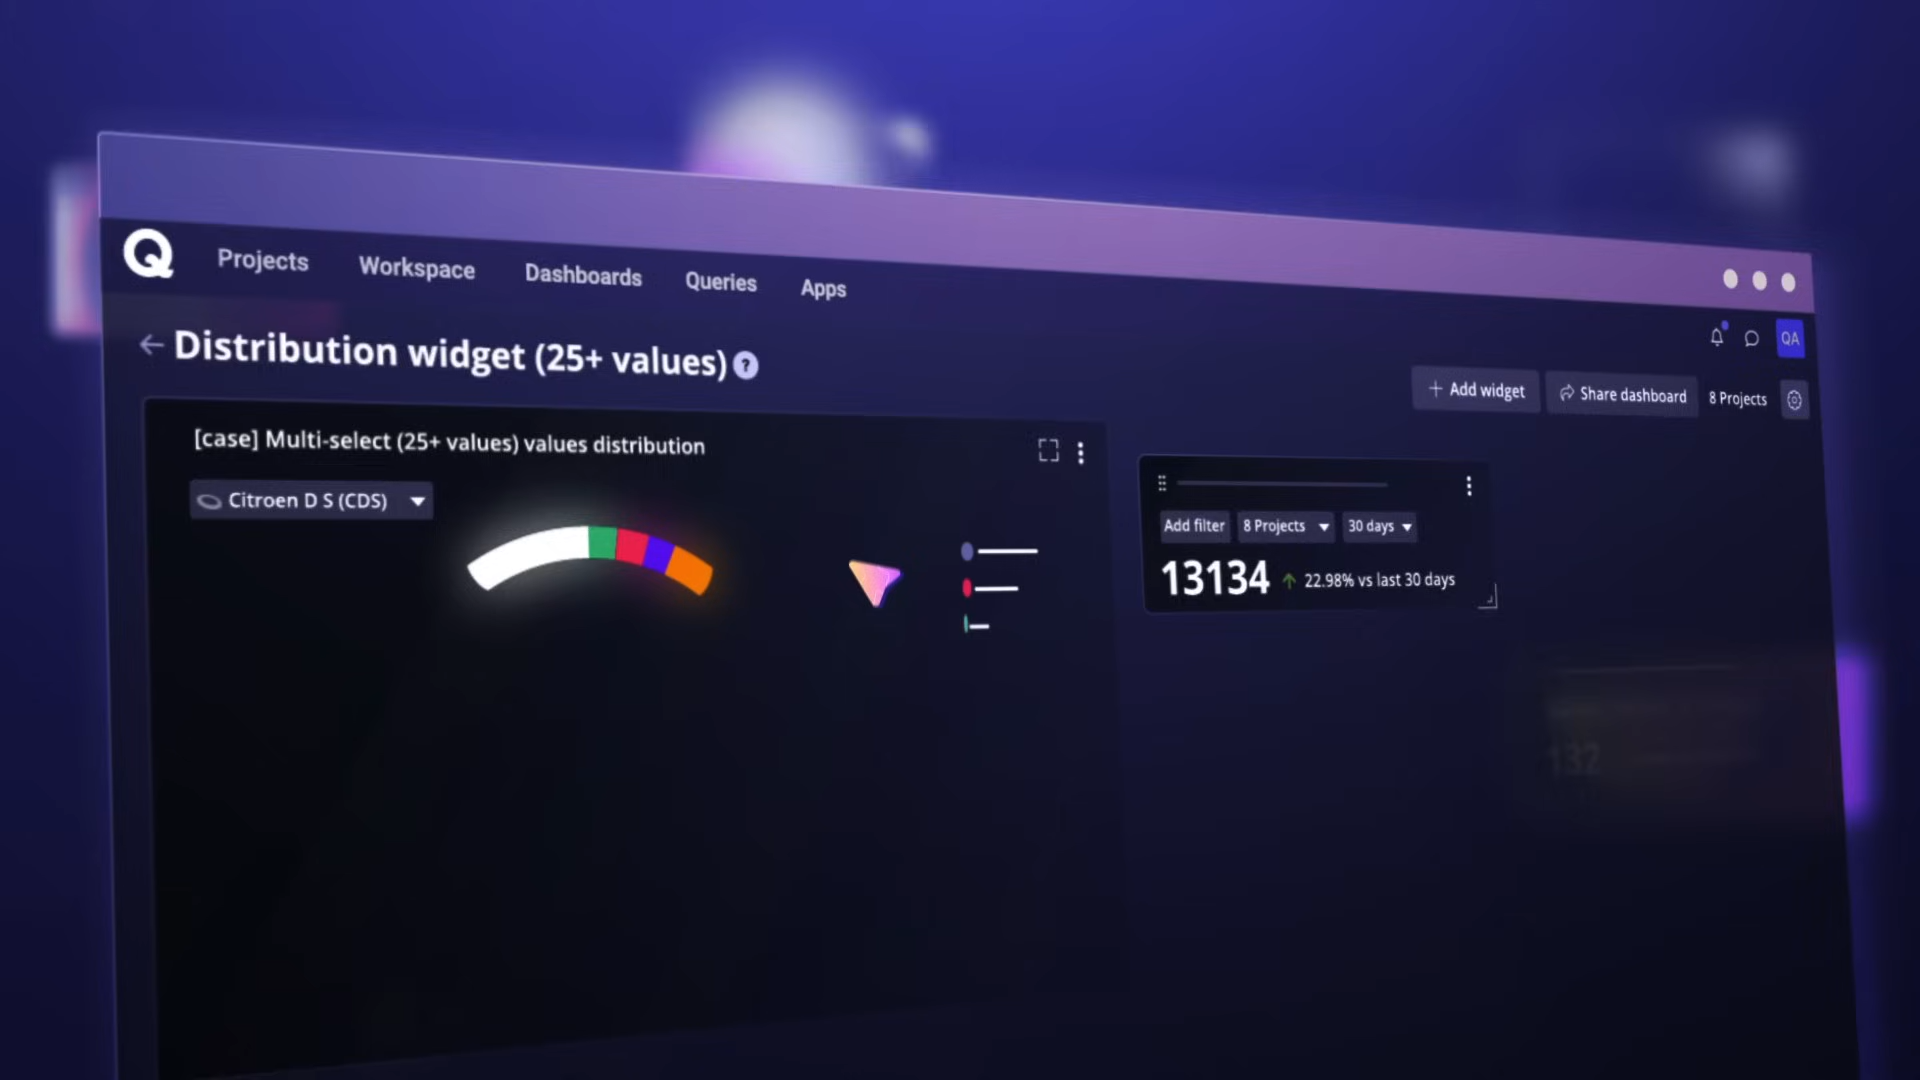 Q
Projects Workspace Dashboards Queries Apps
QA
← Distribution widget (25+ values) ?
+ Add widget
Share dashboard
8 Projects
[case] Multi-select (25+ values) values distribution
Citroen D S (CDS)
Add filter
8 Projects
30 days
13134 ↑ 22.98% vs last 30 days
132